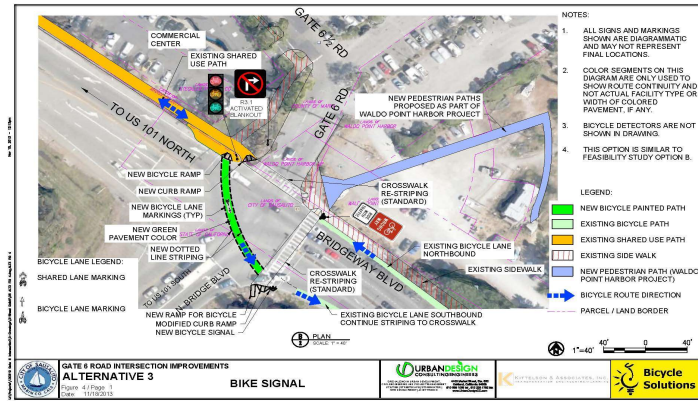 GATE 6 1/2 RD
COMMERCIAL
CENTER
EXISTING SHARED
USE PATH
R3.1
ACTIVATED
BLANKOUT
TO US 101 NORTH
GATE 6 RD
NEW PEDESTRIAN PATHS
PROPOSED AS PART OF
WALDO POINT HARBOR PROJECT
NEW BICYCLE RAMP
NEW CURB RAMP
NEW BICYCLE LANE
MARKINGS (TYP)
NEW GREEN
PAVEMENT COLOR
NEW DOTTED
LINE STRIPING
CROSSWALK
RE-STRIPING
(STANDARD)
BRIDGEWAY BLVD
EXISTING BICYCLE LANE
NORTHBOUND
EXISTING SIDEWALK
CROSSWALK
RE-STRIPING
(STANDARD)
TO US 101 SOUTH
N. BRIDGE BLVD
BICYCLE LANE LEGEND:
SHARED LANE MARKING
BICYCLE LANE MARKING
NEW RAMP FOR BICYCLE
MODIFIED CURB RAMP
NEW BICYCLE SIGNAL
EXISTING BICYCLE LANE SOUTHBOUND
CONTINUE STRIPING TO CROSSWALK
PLAN
SCALE: 1" = 40'
NOTES:
1. ALL SIGNS AND MARKINGS
SHOWN ARE DIAGRAMMATIC
AND MAY NOT REPRESENT
FINAL LOCATIONS.
2. COLOR SEGMENTS ON THIS
DIAGRAM ARE ONLY USED TO
SHOW ROUTE CONTINUITY AND
NOT ACTUAL FACILITY TYPE OR
WIDTH OF COLORED
PAVEMENT, IF ANY.
3. BICYCLE DETECTORS ARE
NOT SHOWN IN DRAWING.
4. THIS OPTION IS SIMILAR TO
FEASIBILITY STUDY OPTION B.
LEGEND:
NEW BICYCLE PAINTED PATH
EXISTING BICYCLE PATH
EXISTING SHARED USE PATH
EXISTING SIDE WALK
NEW PEDESTRIAN PATH (WALDO
POINT HARBOR PROJECT)
BICYCLE ROUTE DIRECTION
PARCEL / LAND BORDER
1"=40'
40' 0 40'
GATE 6 ROAD INTERSECTION IMPROVEMENTS
ALTERNATIVE 3
Figure 4 / Page 1
Date: 11/18/2013
BIKE SIGNAL
URBANDESIGN
CONSULTINGENGINEERS
KITTELSON & ASSOCIATES, INC.
Bicycle
Solutions